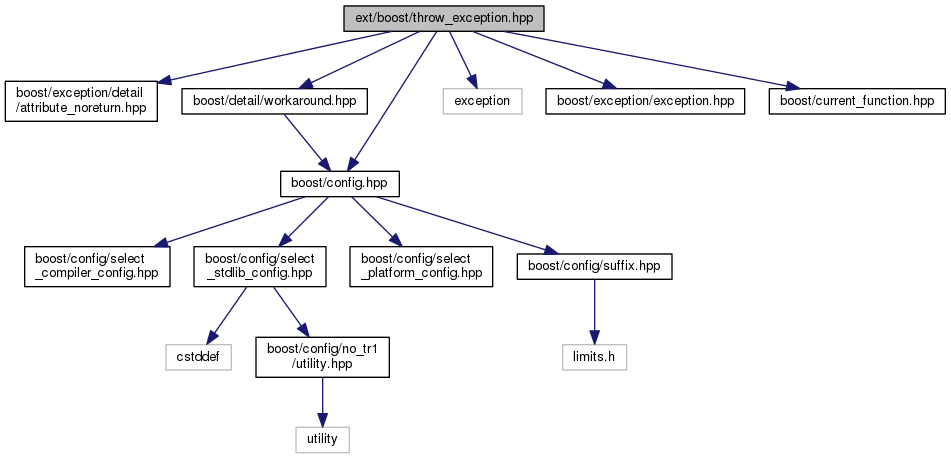 ext/boost/throw_exception.hpp
boost/exception/detail
/attribute_noreturn.hpp
boost/detail/workaround.hpp
exception
boost/exception/exception.hpp
boost/current_function.hpp
boost/config.hpp
boost/config/select
_compiler_config.hpp
boost/config/select
_stdlib_config.hpp
boost/config/select
_platform_config.hpp
boost/config/suffix.hpp
cstddef
boost/config/no_tr1
/utility.hpp
limits.h
utility